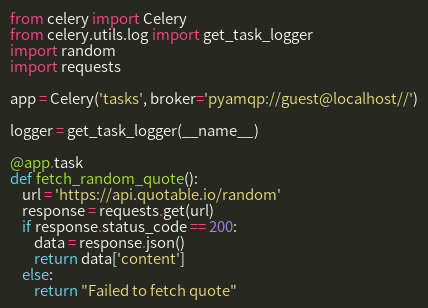 from celery import Celery
from celery.utils.log import get_task_logger
import random
import requests

app = Celery('tasks', broker='pyamqp://guest@localhost//')

logger = get_task_logger(__name__)

@app.task
def fetch_random_quote():
    url = 'https://api.quotable.io/random'
    response = requests.get(url)
    if response.status_code == 200:
        data = response.json()
        return data['content']
    else:
        return "Failed to fetch quote"